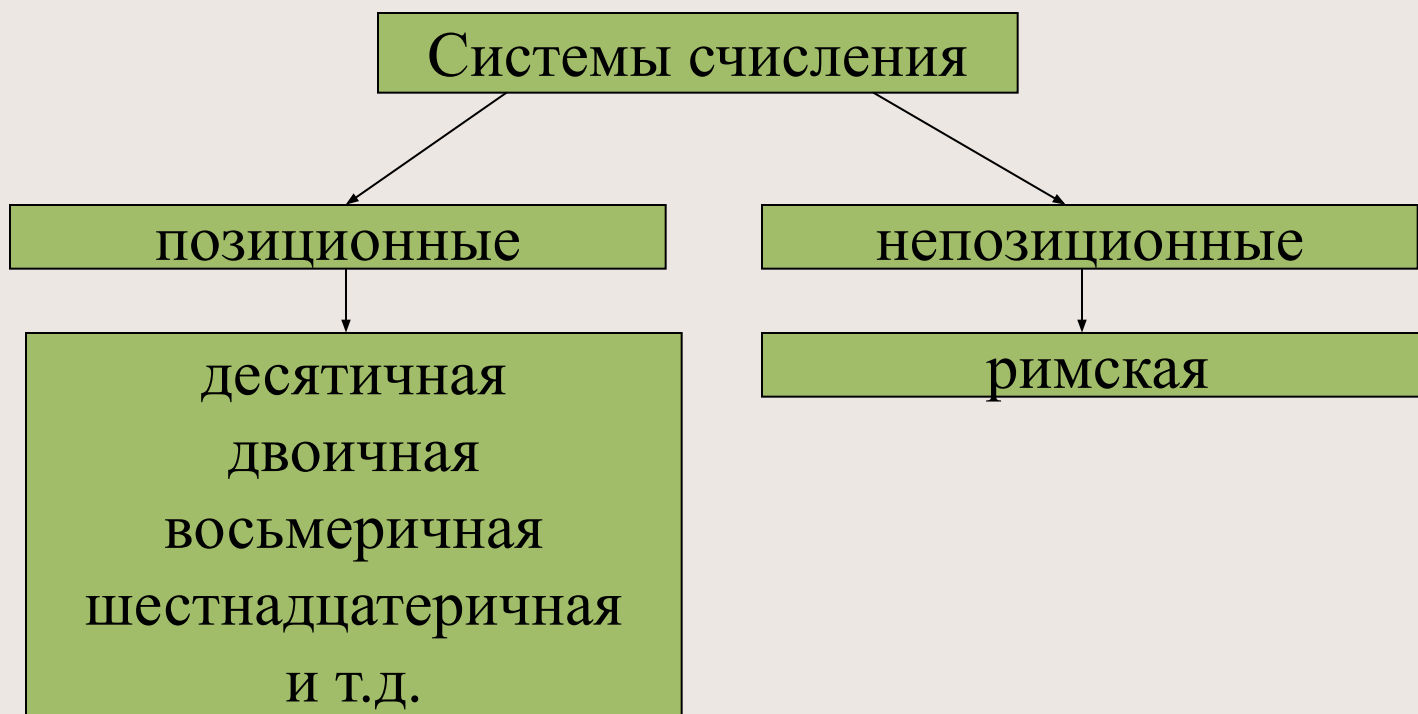 Системы счисления
позиционные
непозиционные
десятичная
двоичная
восьмеричная
шестнадцатеричная
и т.д.
римская